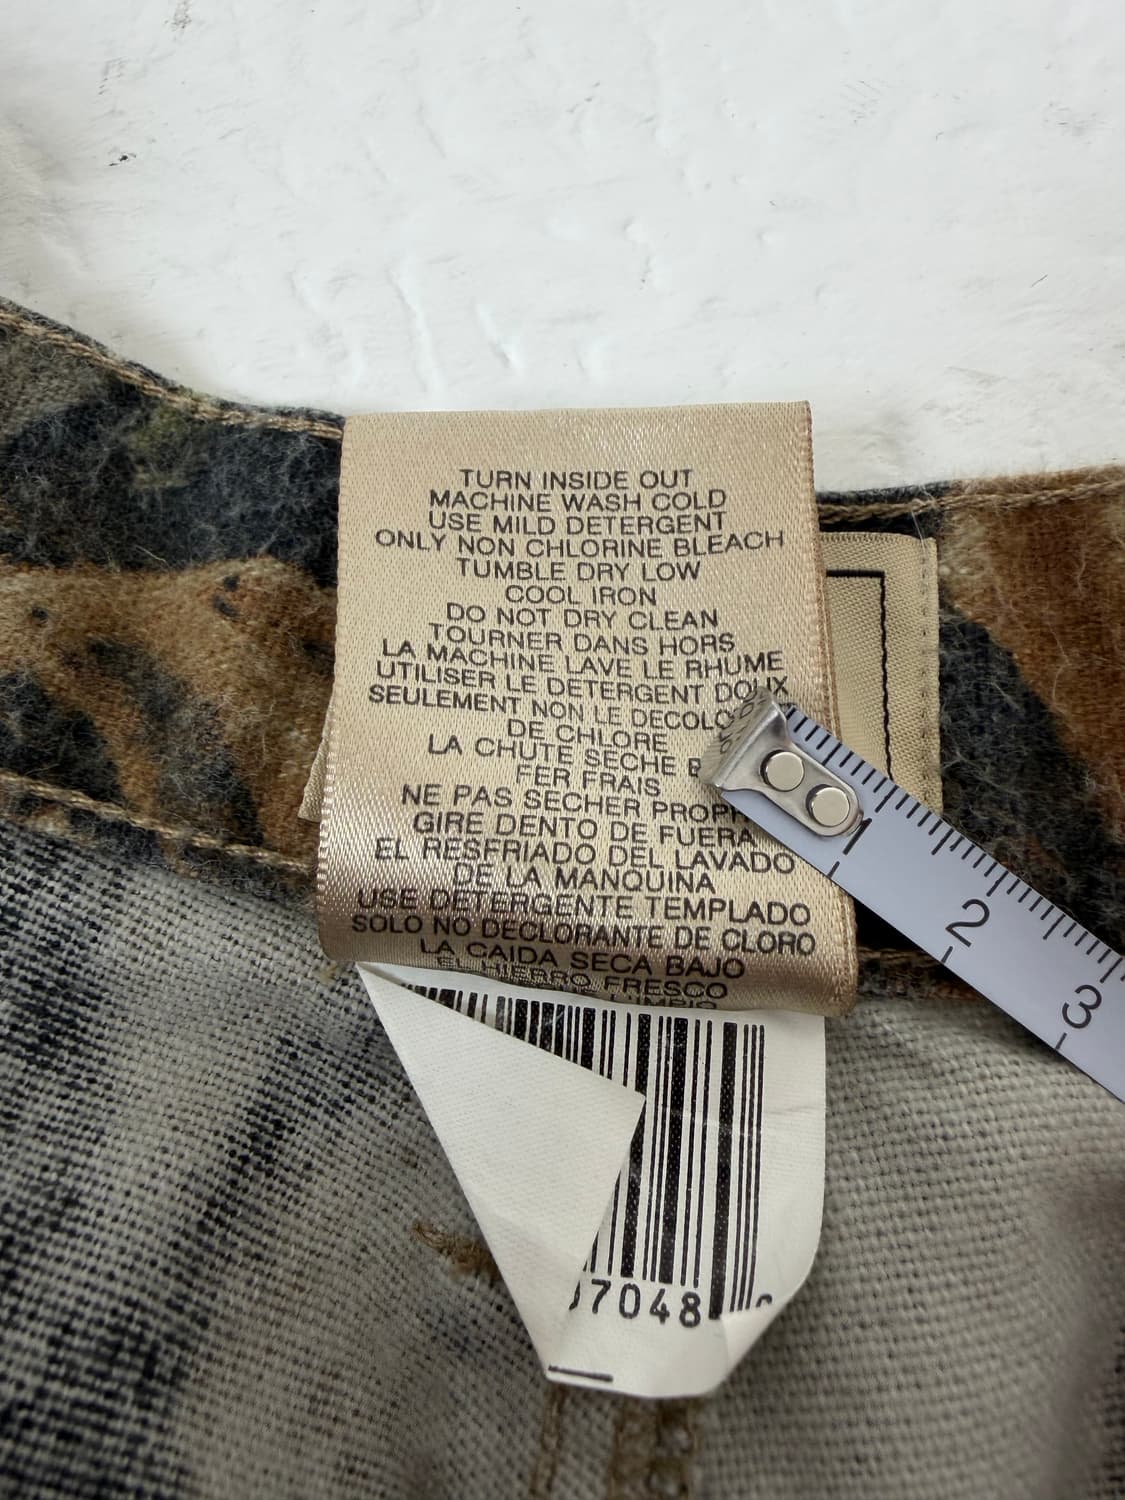 TURN INSIDE OUT
MACHINE WASH COLD
USE MILD DETERGENT
ONLY NON CHLORINE BLEACH
TUMBLE DRY LOW
COOL IRON
DO NOT DRY CLEAN
TOURNER DANS HORS
LA MACHINE LAVE LE RHUME
UTILISER LE DETERGENT DOUX
SEULEMENT NON LE
DE CHLORE
LA CHUTE SECHE
FER FRAIS
NE PAS SECHER
GIRE DENTO DE FUERA
EL RESFRIADO DEL LAVADO
DE LA MANQUINA
USE DETERGENTE TEMPLADO
SOLO NO DECLORANTE DE CLORO
LA CAIDA SECA BAJO
EL HIERRO FRESCO
1
2
3
7048